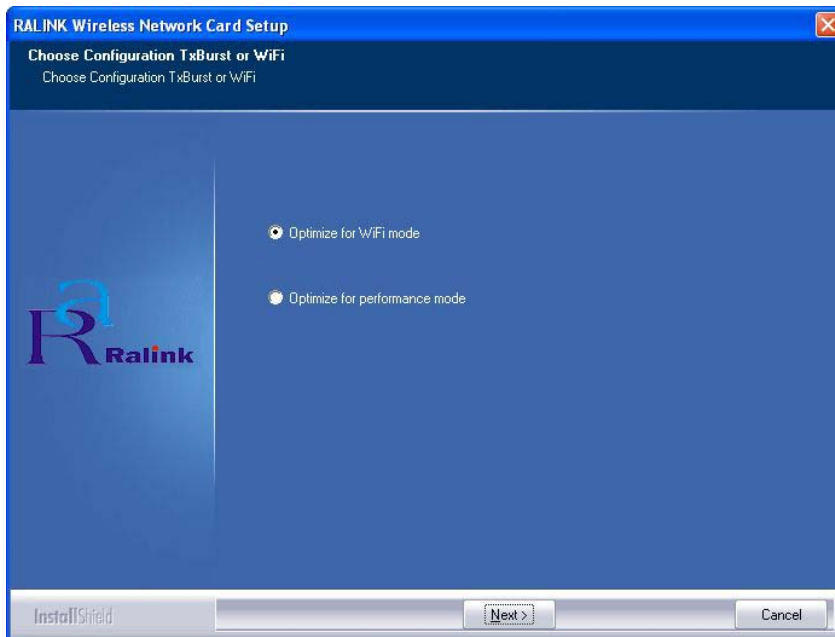 RALINK Wireless Network Card Setup
Choose Configuration TxBurst or WiFi
Choose Configuration TxBurst or WiFi
Optimize for WiFi mode
Optimize for performance mode
Ra
Ralink
InstallShield
Next >
Cancel